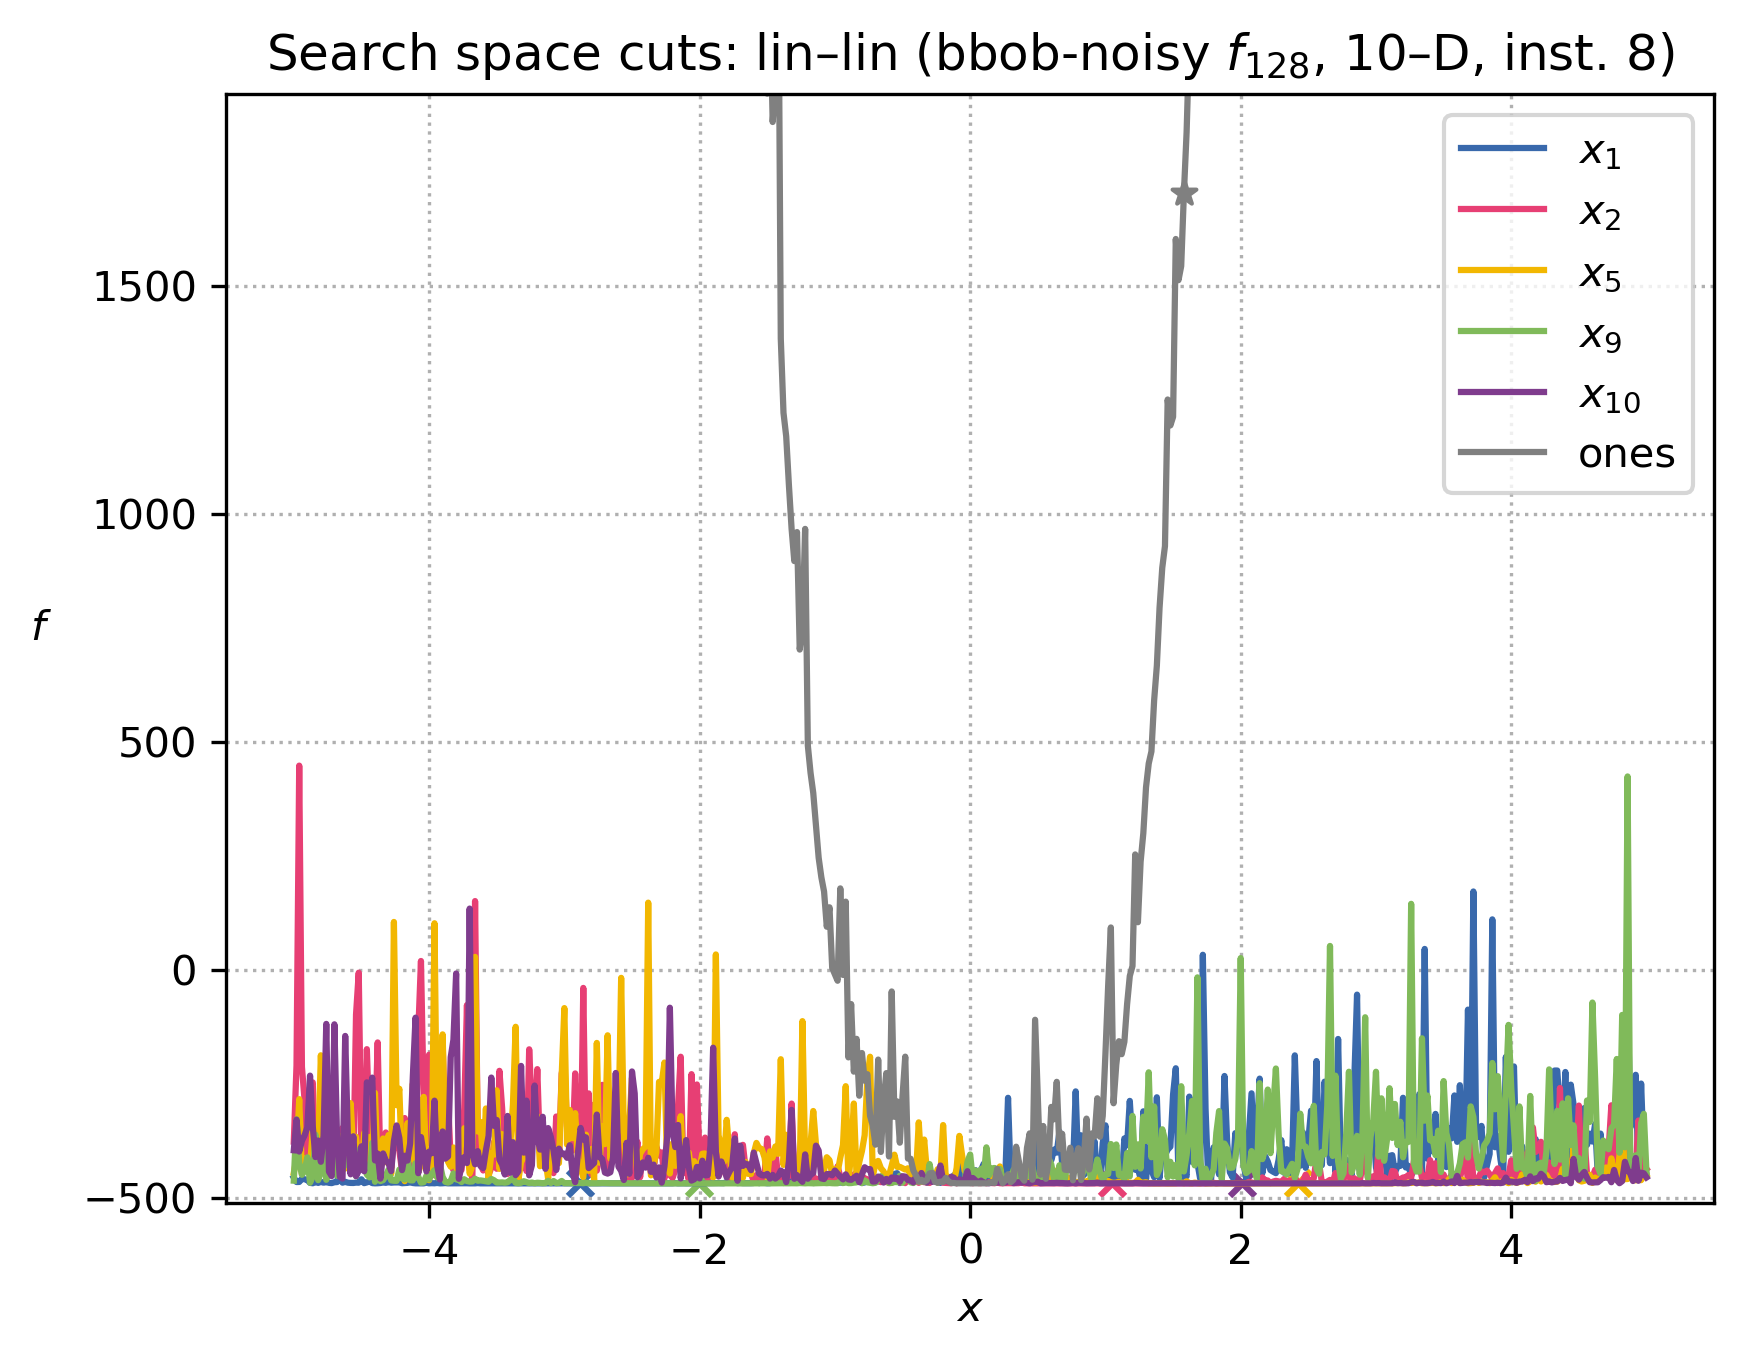 Search space cuts: lin–lin (bbob-noisy f₁₂₈, 10–D, inst. 8)
x₁
x₂
x₅
x₉
x₁₀
ones
1500
1000
500
0
−500
f
−4
−2
0
2
4
x